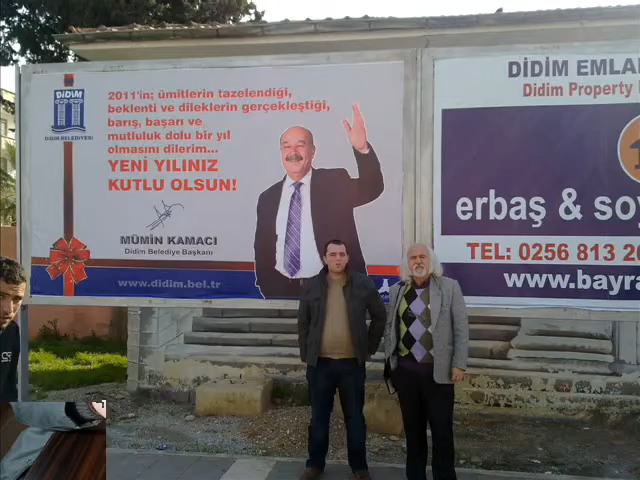 DİDİM
DİDİM BELEDİYESİ
2011'in; ümitlerin tazelendiği,
beklenti ve dileklerin gerçekleştiği,
barış, başarı ve
mutluluk dolu bir yıl
olmasını dilerim...
YENİ YILINIZ
KUTLU OLSUN!
MÜMİN KAMACI
Didim Belediye Başkanı
www.didim.bel.tr
DİDİM EMLA
Didim Property
erbaş & soy
TEL: 0256 813 2
www.bayra